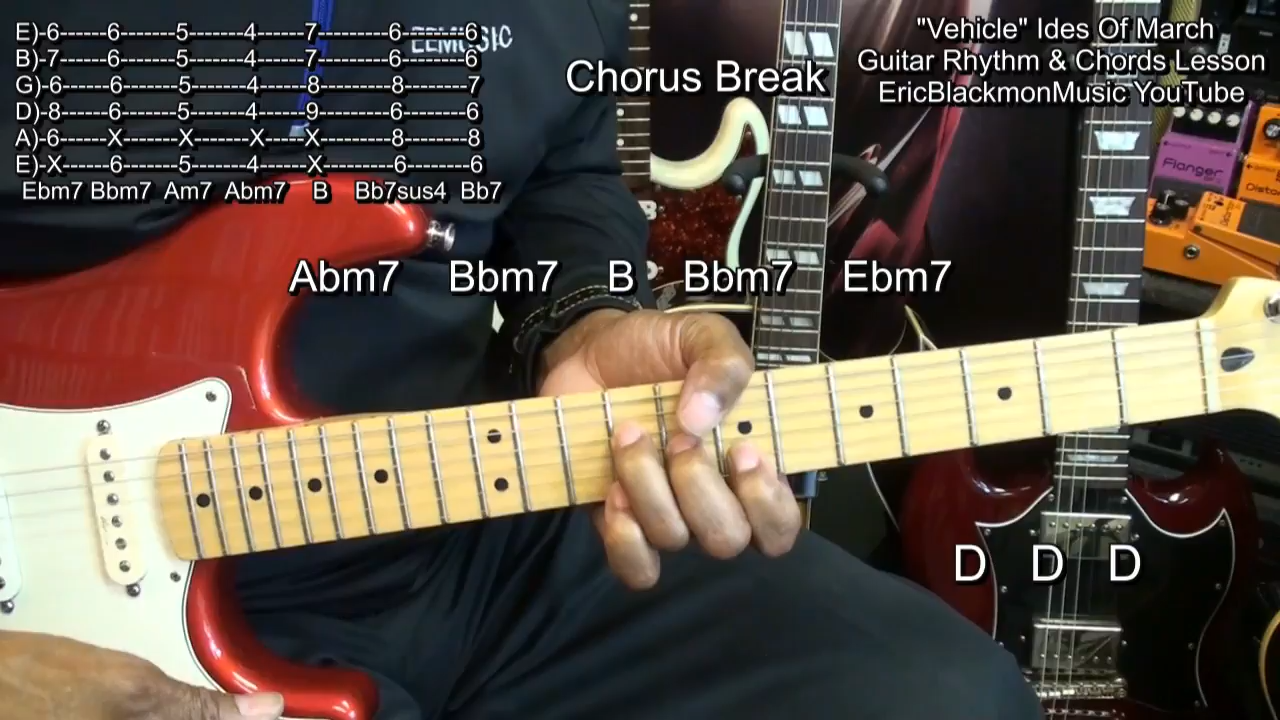 E)-6------6------5------4-----7---------6--------6-
B)-7------6------5------4-----7---------6--------6
G)-6------6------5------4-----8---------8--------7
D)-8------6------5------4-----9---------6--------6
A)-6------X------X------X----X---------8--------8
E)-X------6------5------4------X---------6--------6
Ebm7 Bbm7 Am7 Abm7 B Bb7sus4 Bb7
EEMUSIC
Chorus Break
"Vehicle" Ides Of March
Guitar Rhythm & Chords Lesson
EricBlackmonMusic YouTube
Flanger
Abm7 Bbm7 B Bbm7 Ebm7
D D D